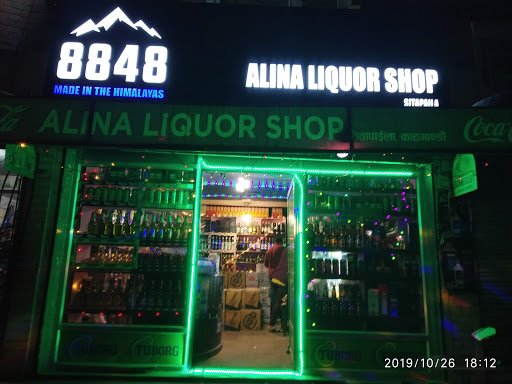 8848
MADE IN THE HIMALAYAS
ALINA LIQUOR SHOP
SITAPAILA
ALINA LIQUOR SHOP
सितापाईला काठमाण्डौ
Coca
TUBORG
TUBORG
2019/10/26 18:12